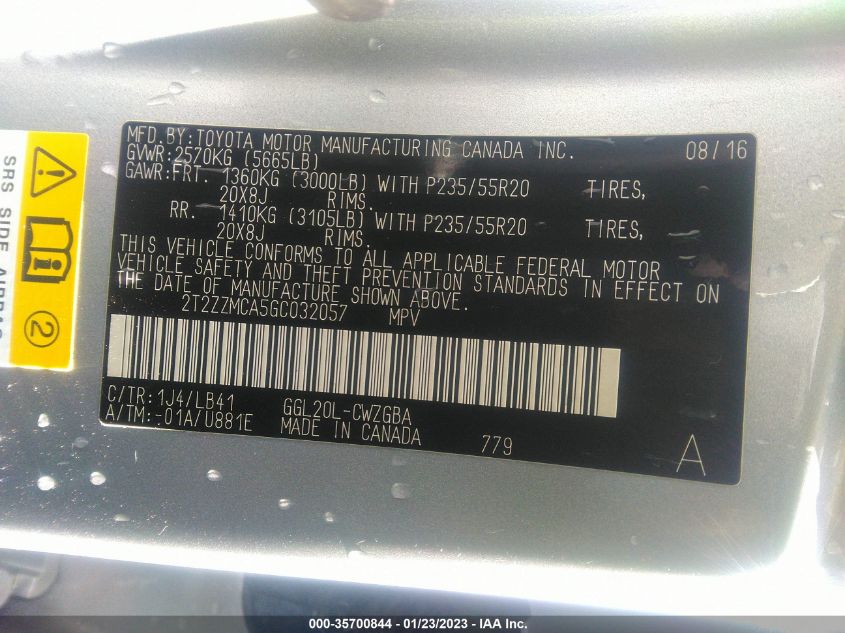 MFD. BY: TOYOTA MOTOR MANUFACTURING CANADA INC. 08/16
GVWR: 2570KG (5665LB)
GAWR: FRT. 1360KG (3000LB) WITH P235/55R20 TIRES,
20X8J RIMS.
RR. 1410KG (3105LB) WITH P235/55R20 TIRES,
20X8J RIMS.
THIS VEHICLE CONFORMS TO ALL APPLICABLE FEDERAL MOTOR
VEHICLE SAFETY AND THEFT PREVENTION STANDARDS IN EFFECT ON
THE DATE OF MANUFACTURE SHOWN ABOVE.
2T2ZZMCA5GC032057 MPV
C/TR: 1J4/LB41 GGL20L-CWZGBA
A/TM: -01A/U881E MADE IN CANADA 779 A
SRS SIDE AIRBAG
2
000-35700844 / 01/23/2023 - IAA Inc.